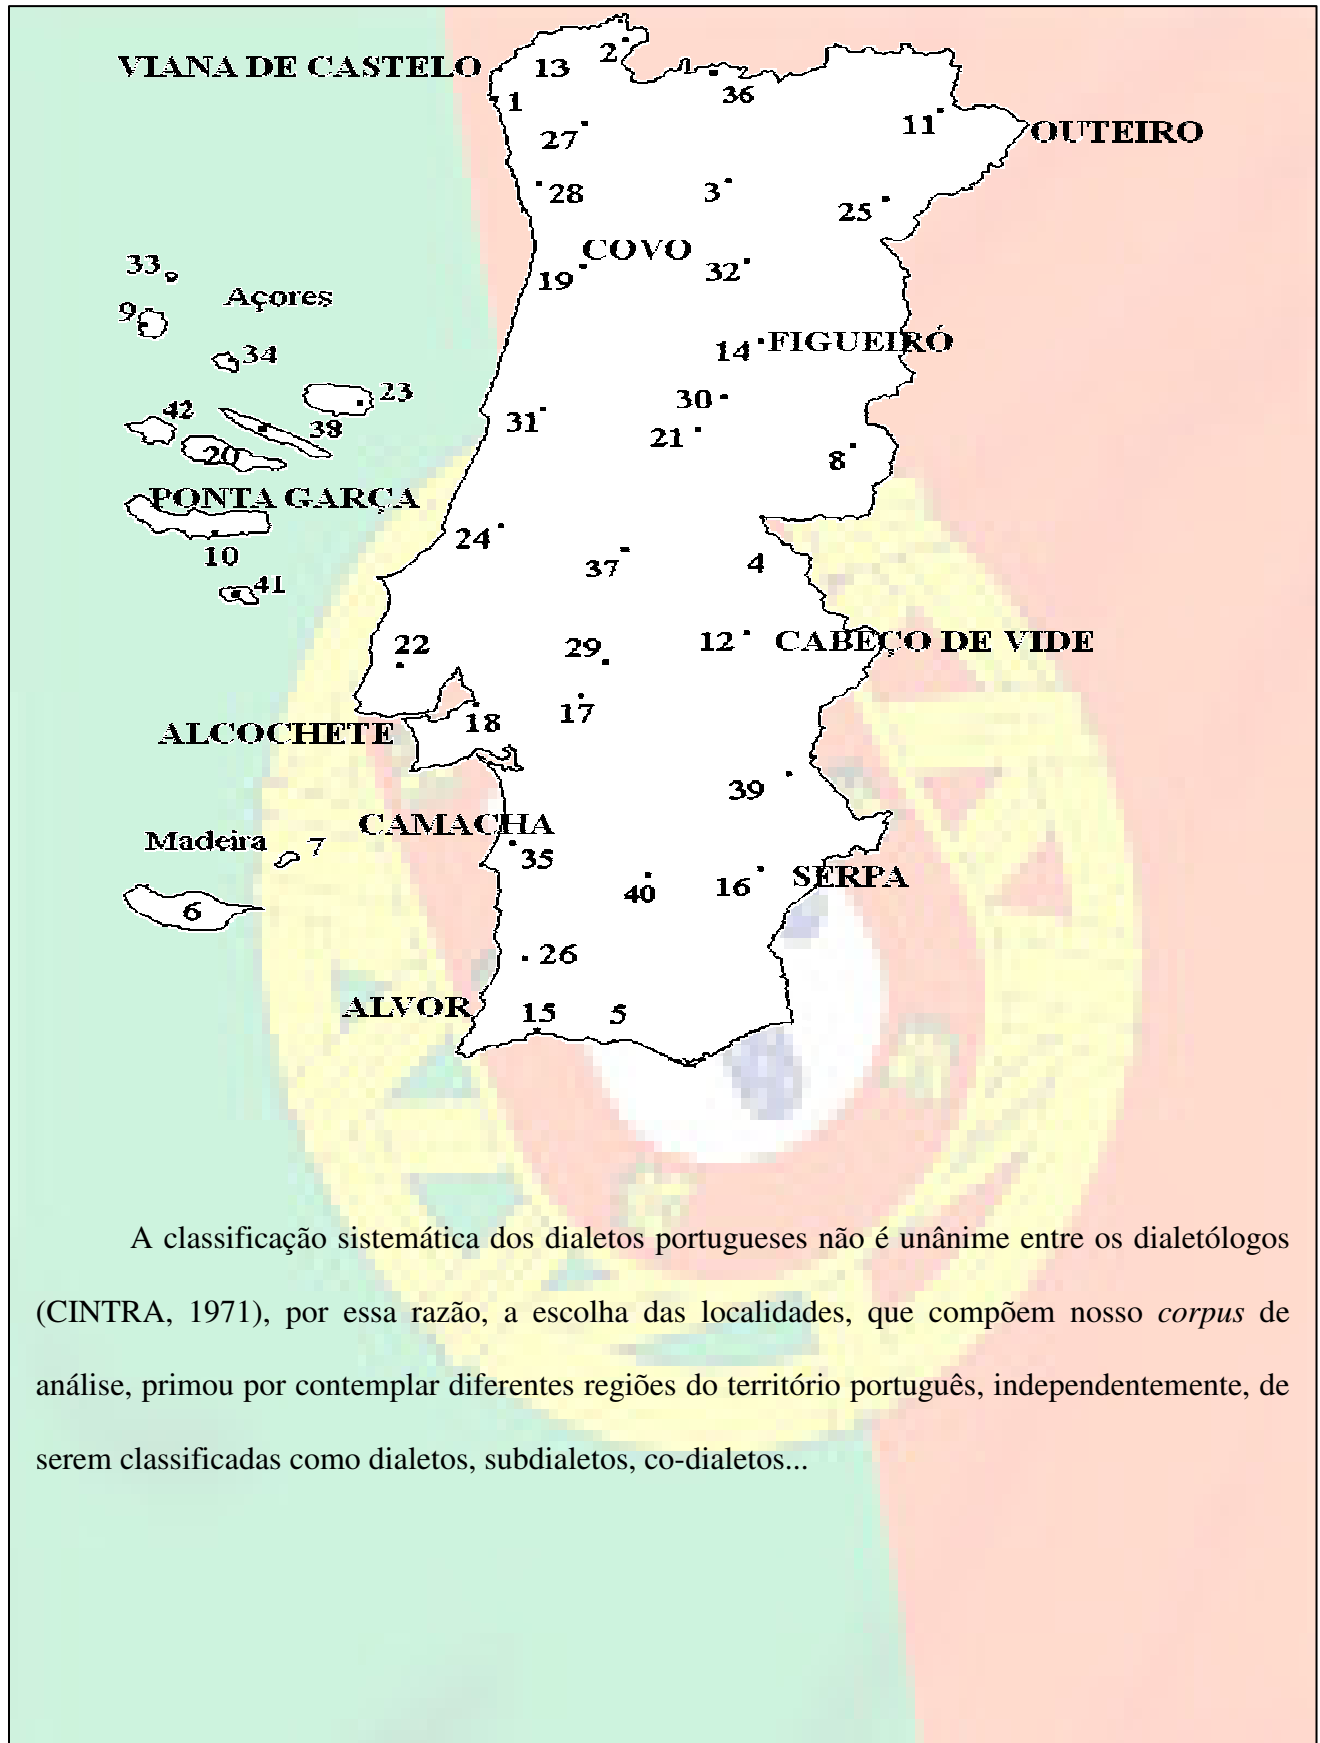 2
VIANA DE CASTELO 13
36
1
11 OUTEIRO
27
28 3
25
COVO
33 19 32
Açores
9
14 FIGUEIRÓ
34
23 30
42 31
38 21
20 8
PONTA GARÇA
24
10 37 4
41
22 29 12 CABEÇO DE VIDE
18 17
ALCOCHETE
39
CAMACHA
Madeira 7
35
6 40 16 SERPA
26
ALVOR 15 5
A classificação sistemática dos dialetos portugueses não é unânime entre os dialetólogos
(CINTRA, 1971), por essa razão, a escolha das localidades, que compõem nosso corpus de
análise, primou por contemplar diferentes regiões do território português, independentemente, de
serem classificadas como dialetos, subdialetos, co-dialetos...